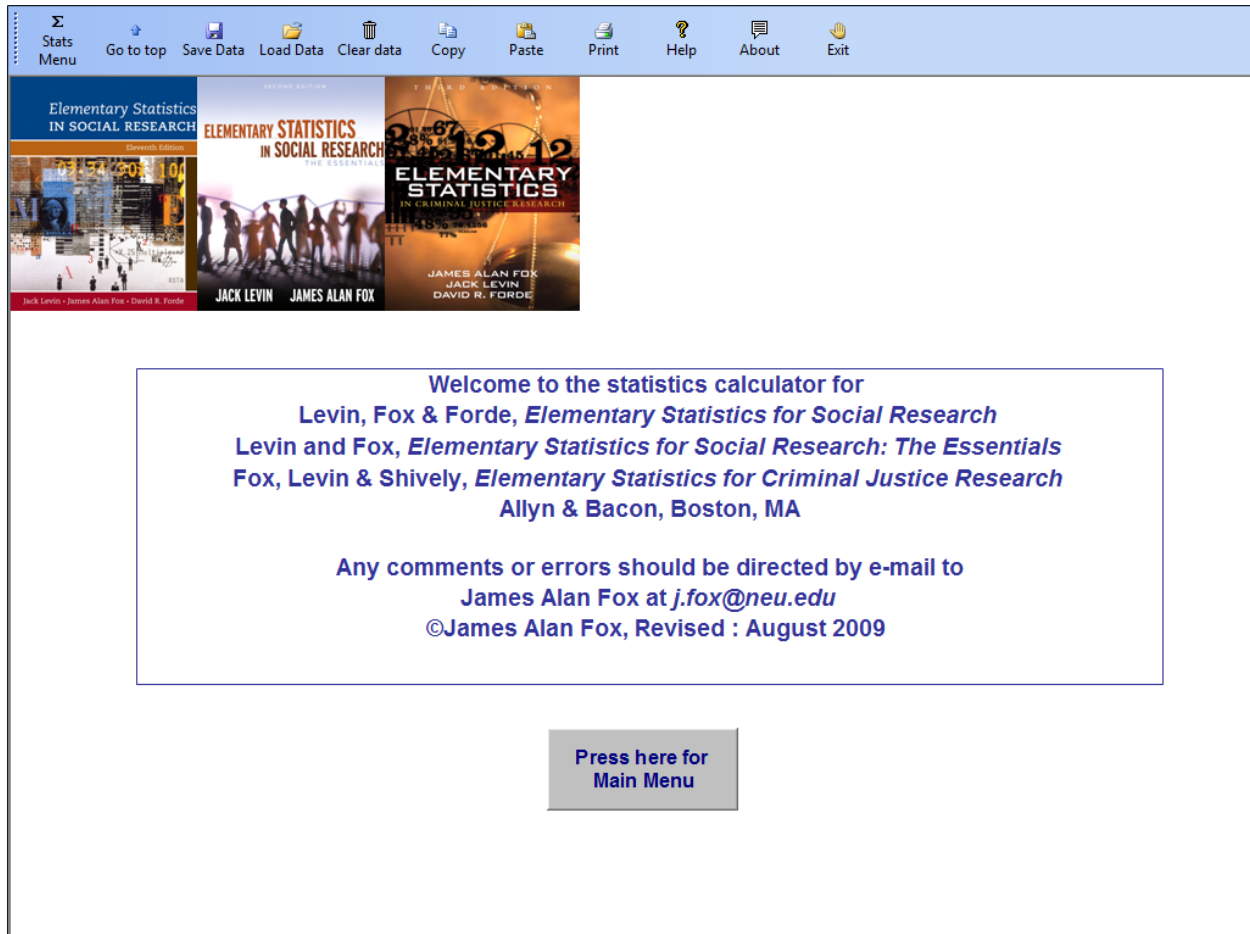 Σ
Stats Menu
Go to top
Save Data
Load Data
Clear data
Copy
Paste
Print
Help
About
Exit
Elementary Statistics
IN SOCIAL RESEARCH
Eleventh Edition
Jack Levin • James Alan Fox • David R. Forde
SECOND EDITION
ELEMENTARY STATISTICS
IN SOCIAL RESEARCH
THE ESSENTIALS
JACK LEVIN JAMES ALAN FOX
THIRD EDITION
ELEMENTARY
STATISTICS
IN CRIMINAL JUSTICE RESEARCH
JAMES ALAN FOX
JACK LEVIN
DAVID R. FORDE
Welcome to the statistics calculator for
Levin, Fox & Forde, Elementary Statistics for Social Research
Levin and Fox, Elementary Statistics for Social Research: The Essentials
Fox, Levin & Shively, Elementary Statistics for Criminal Justice Research
Allyn & Bacon, Boston, MA
Any comments or errors should be directed by e-mail to
James Alan Fox at j.fox@neu.edu
©James Alan Fox, Revised : August 2009
Press here for
Main Menu